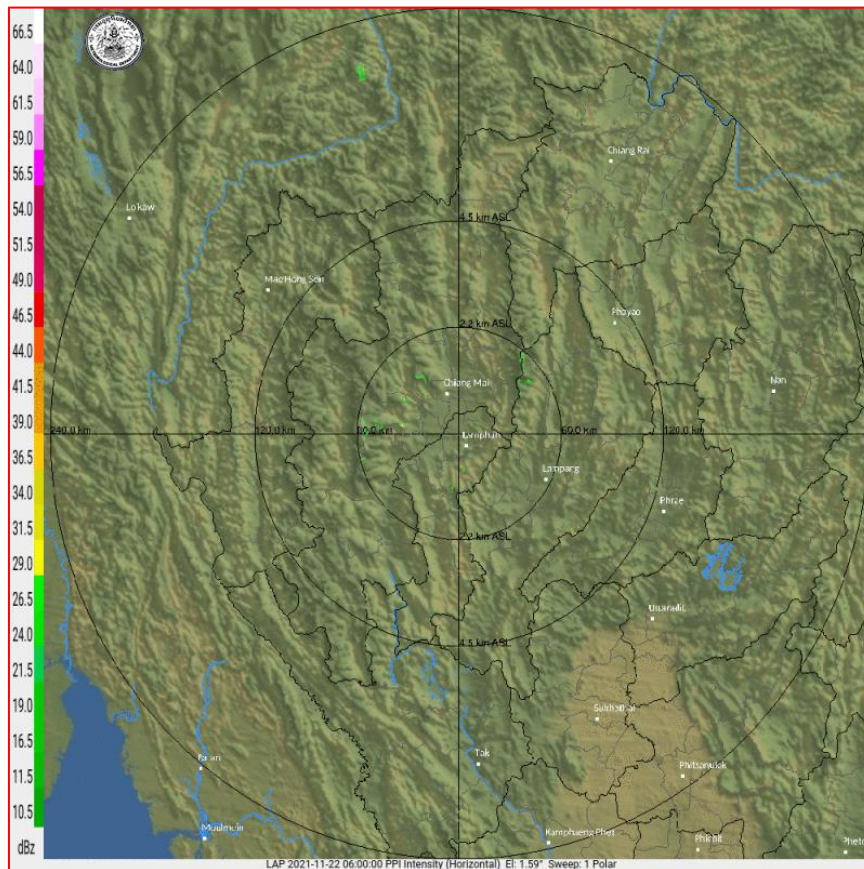 66.5
64.0
61.5
59.0
56.5
54.0
51.5
49.0
46.5
44.0
41.5
39.0
36.5
34.0
31.5
29.0
26.5
24.0
21.5
19.0
16.5
14.0
11.5
10.5
dBz
Chiang Rai
Loikaw
4.5 km ASL
Mae Hong Son
Phayao
2.2 km ASL
Chiang Mai
Nan
240.0 km
120.0 km
60.0 km
120.0 km
Lamphun
Lampang
Phrae
2.2 km ASL
Uttaradit
4.5 km ASL
Sukhothai
Tak
Phitsanulok
Moulmein
Kamphaeng Phet
Phichit
LAP 2021-11-22 06:00:00 PPI Intensity (Horizontal) El: 1.59° Sweep: 1 Polar